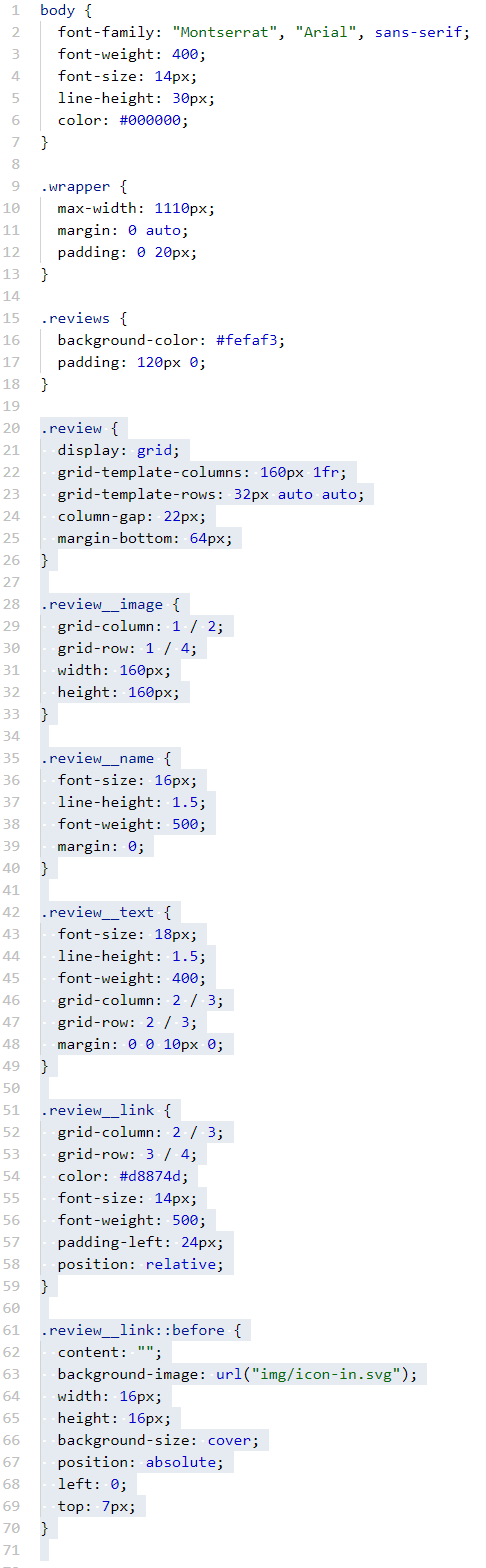 1 body {
2 font-family: "Montserrat", "Arial", sans-serif;
3 font-weight: 400;
4 font-size: 14px;
5 line-height: 30px;
6 color: #000000;
7 }
8
9 .wrapper {
10 max-width: 1110px;
11 margin: 0 auto;
12 padding: 0 20px;
13 }
14
15 .reviews {
16 background-color: #fefaf3;
17 padding: 120px 0;
18 }
19
20 .review {
21 display: grid;
22 grid-template-columns: 160px 1fr;
23 grid-template-rows: 32px auto auto;
24 column-gap: 22px;
25 margin-bottom: 64px;
26 }
27
28 .review__image {
29 grid-column: 1 / 2;
30 grid-row: 1 / 4;
31 width: 160px;
32 height: 160px;
33 }
34
35 .review__name {
36 font-size: 16px;
37 line-height: 1.5;
38 font-weight: 500;
39 margin: 0;
40 }
41
42 .review__text {
43 font-size: 18px;
44 line-height: 1.5;
45 font-weight: 400;
46 grid-column: 2 / 3;
47 grid-row: 2 / 3;
48 margin: 0 0 10px 0;
49 }
50
51 .review__link {
52 grid-column: 2 / 3;
53 grid-row: 3 / 4;
54 color: #d8874d;
55 font-size: 14px;
56 font-weight: 500;
57 padding-left: 24px;
58 position: relative;
59 }
60
61 .review__link::before {
62 content: "";
63 background-image: url("img/icon-in.svg");
64 width: 16px;
65 height: 16px;
66 background-size: cover;
67 position: absolute;
68 left: 0;
69 top: 7px;
70 }
71